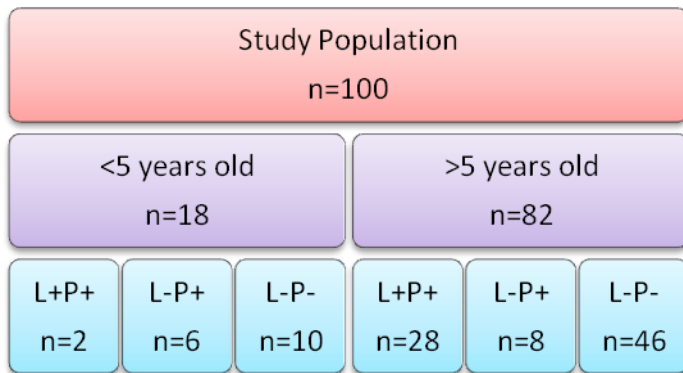 Study Population
n=100
<5 years old
n=18
>5 years old
n=82
L+P+
n=2
L-P+
n=6
L-P-
n=10
L+P+
n=28
L-P+
n=8
L-P-
n=46